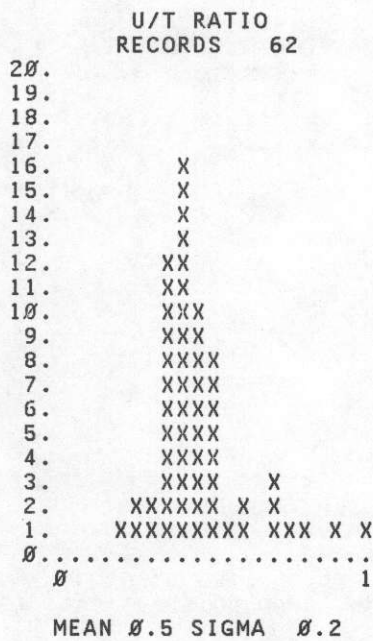 U/T RATIO
RECORDS   62
2Ø.
19.
18.
17.
16.        X
15.        X
14.        X
13.        X
12.       XX
11.       XX
1Ø.       XXX
9.       XXX
8.       XXXX
7.       XXXX
6.       XXXX
5.       XXXX
4.       XXXX
3.       XXXX   X
2.     XXXXXX X X
1.    XXXXXXXXX XXX X X
Ø......................
Ø                   1
MEAN Ø.5 SIGMA  Ø.2